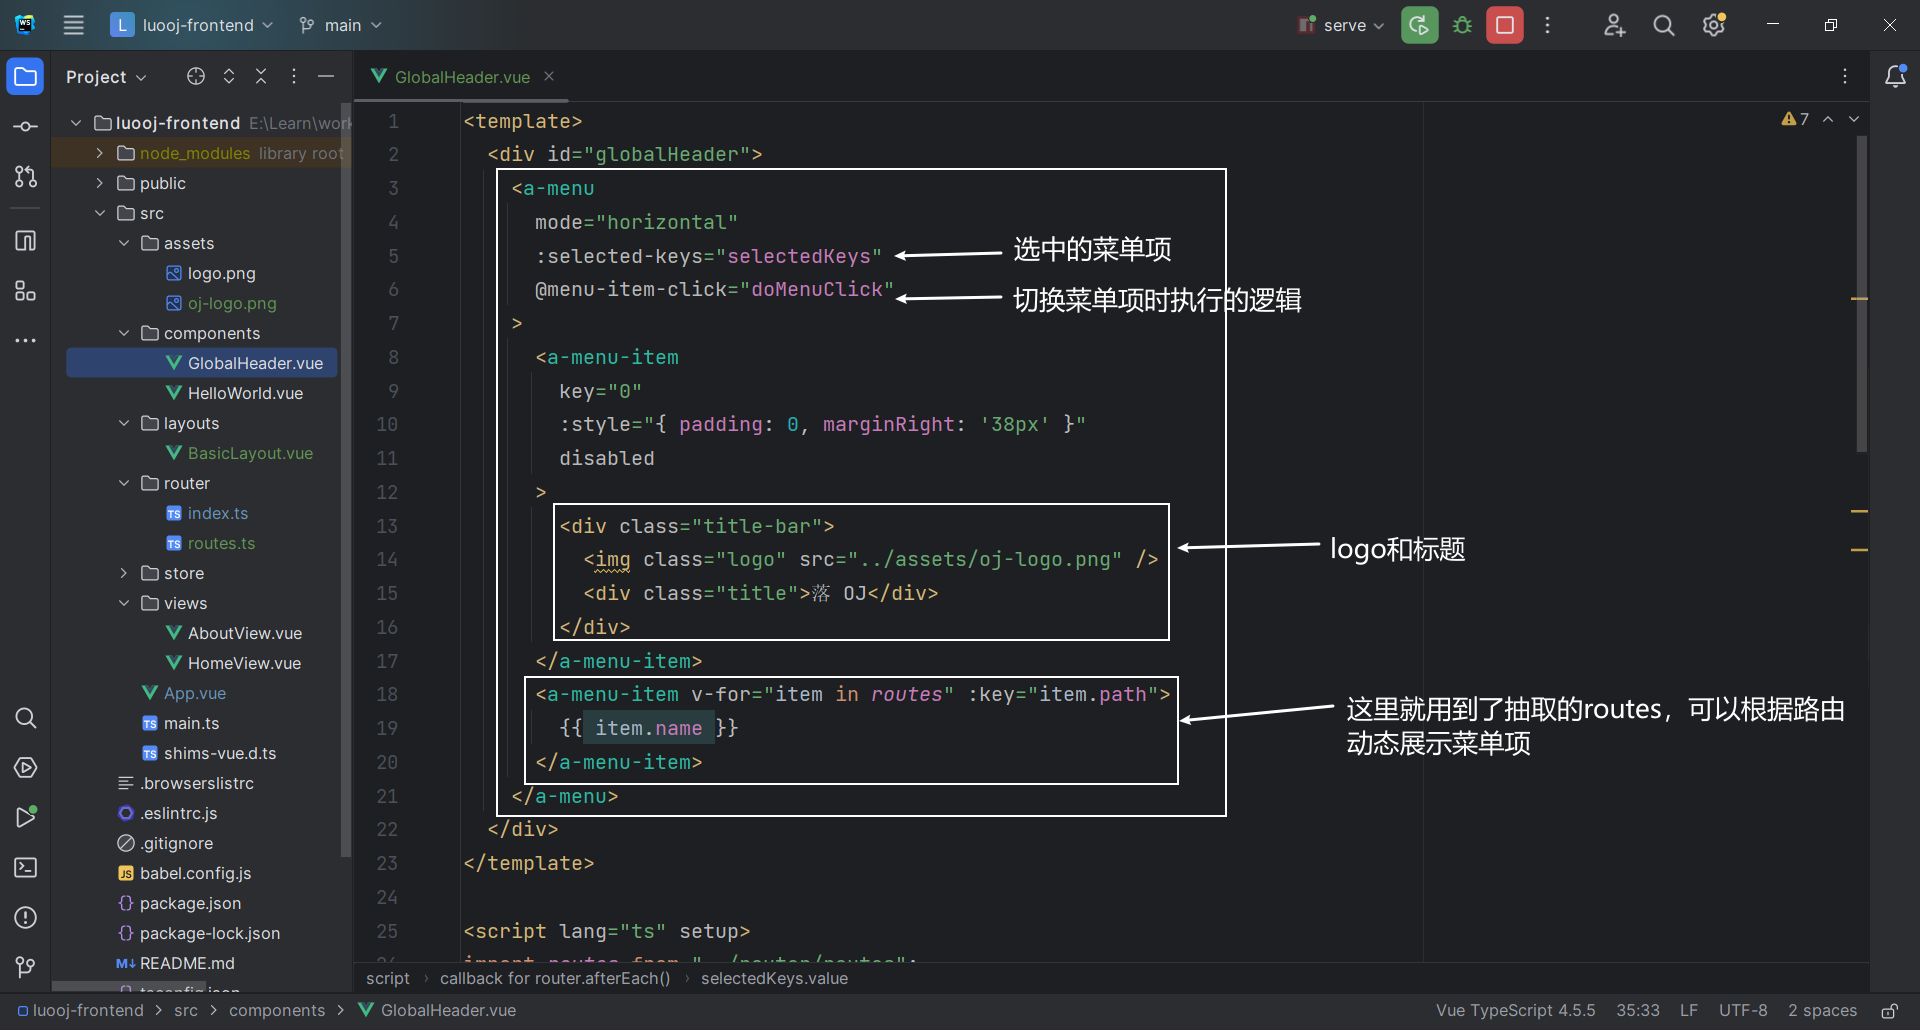 L luooj-frontend main serve
Project
luooj-frontend E:\Learn\work
node_modules library root
public
src
assets
logo.png
oj-logo.png
components
GlobalHeader.vue
HelloWorld.vue
layouts
BasicLayout.vue
router
TS index.ts
TS routes.ts
store
views
AboutView.vue
HomeView.vue
App.vue
TS main.ts
TS shims-vue.d.ts
.browserslistrc
.eslintrc.js
.gitignore
JS babel.config.js
package.json
package-lock.json
M↓ README.md
tsconfig.json
GlobalHeader.vue
7
1 <template>
2 <div id="globalHeader">
3 <a-menu
4 mode="horizontal"
5 :selected-keys="selectedKeys"
选中的菜单项
6 @menu-item-click="doMenuClick"
切换菜单项时执行的逻辑
7 >
8 <a-menu-item
9 key="0"
10 :style="{ padding: 0, marginRight: '38px' }"
11 disabled
12 >
13 <div class="title-bar">
14 <img class="logo" src="../assets/oj-logo.png" />
logo和标题
15 <div class="title">落 OJ</div>
16 </div>
17 </a-menu-item>
18 <a-menu-item v-for="item in routes" :key="item.path">
19 {{ item.name }}
这里就用到了抽取的routes，可以根据路由
动态展示菜单项
20 </a-menu-item>
21 </a-menu>
22 </div>
23 </template>
24
25 <script lang="ts" setup>
26 import routes from "../router/routes";
script › callback for router.afterEach() › selectedKeys.value
luooj-frontend > src > components > GlobalHeader.vue
Vue TypeScript 4.5.5 35:33 LF UTF-8 2 spaces